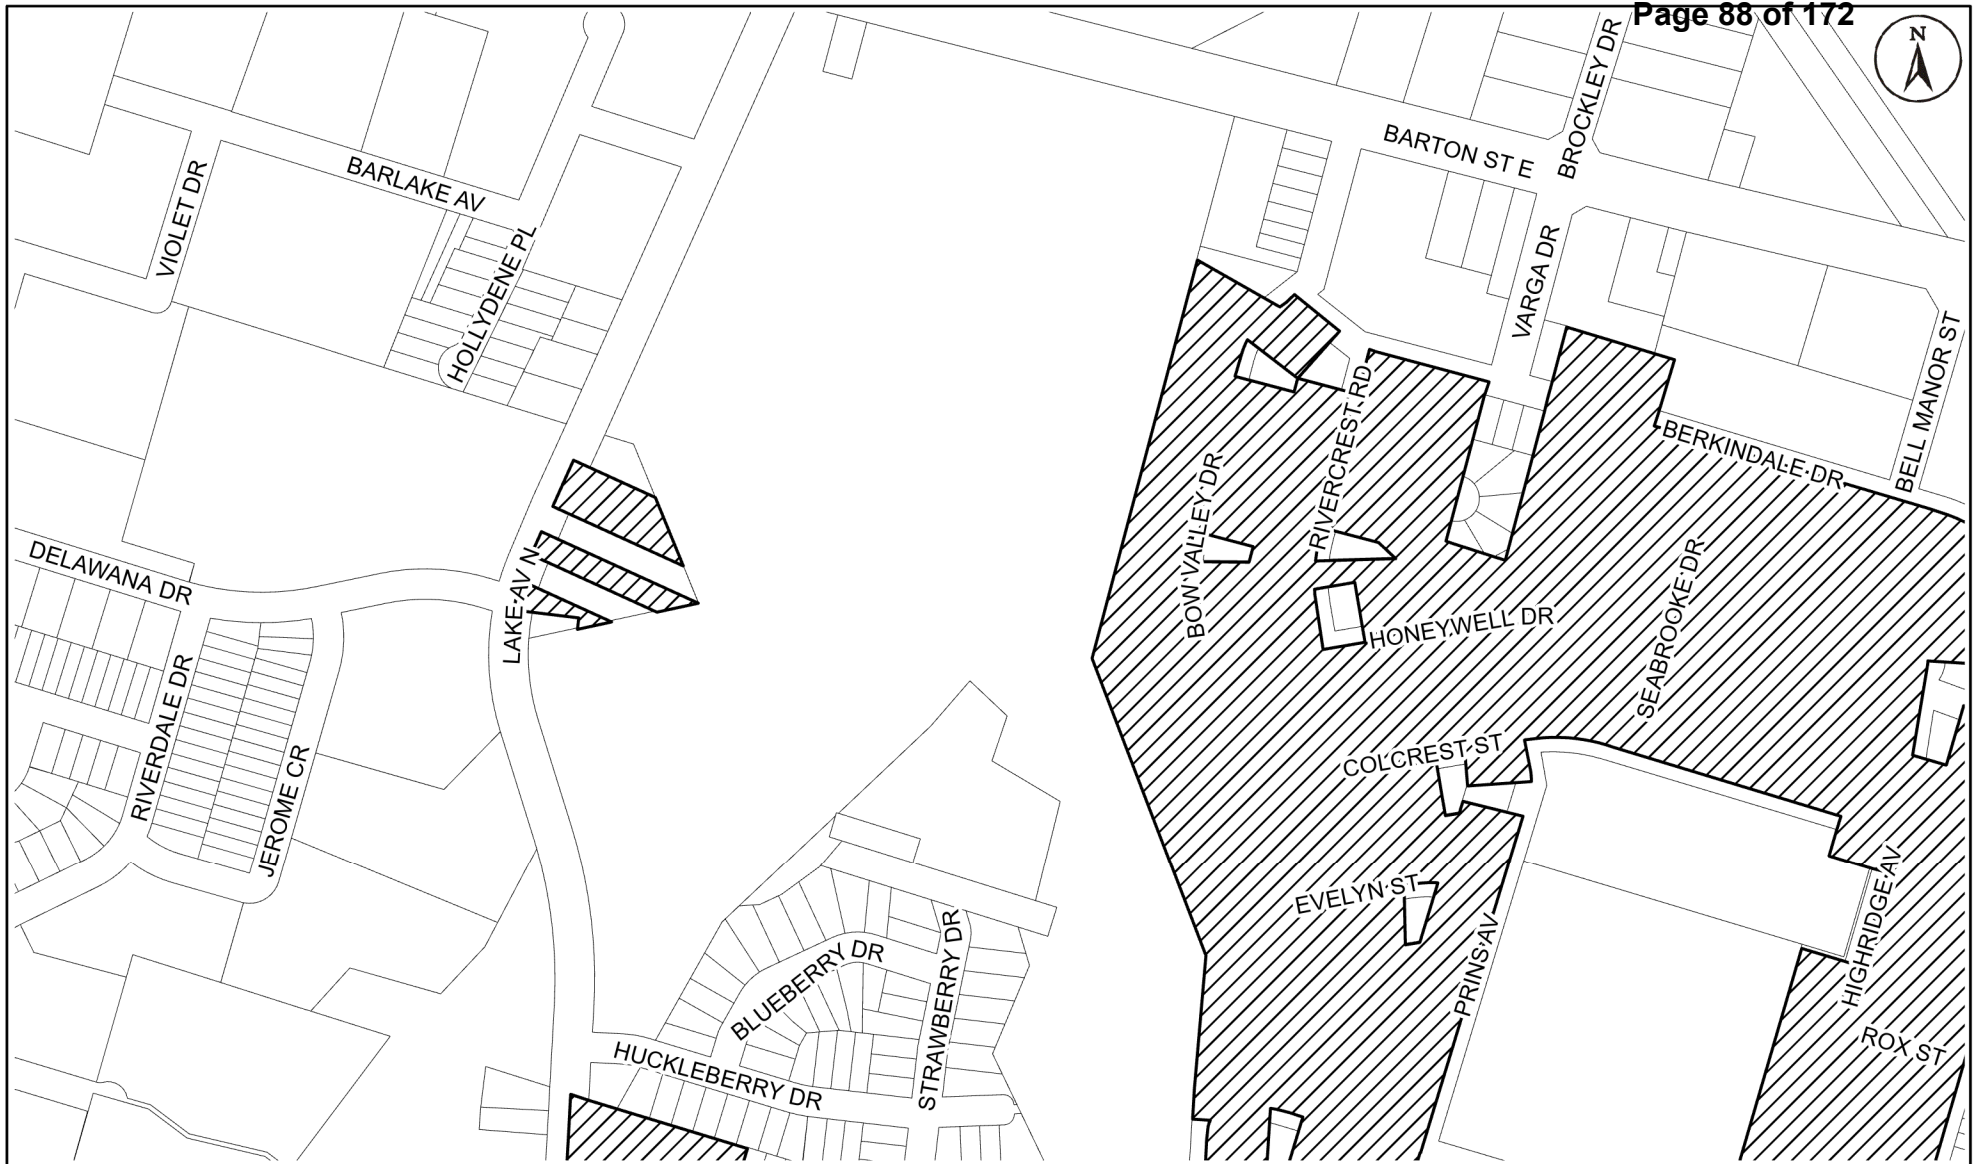 Page 88 of 172
N
BROCKLEY DR
BARTON ST E
BARLAKE AV
VIOLET DR
HOLLYDENE PL
VARGA DR
BELL MANOR ST
RIVERCREST RD
BERKINDALE DR
BOW VALLEY DR
DELAWANA DR
LAKE AV N
SEABROOKE DR
HONEYWELL DR
RIVERDALE DR
JEROME CR
COLCREST ST
EVELYN ST
HIGHRIDGE AV
PRINS AV
BLUEBERRY DR
STRAWBERRY DR
ROX ST
HUCKLEBERRY DR